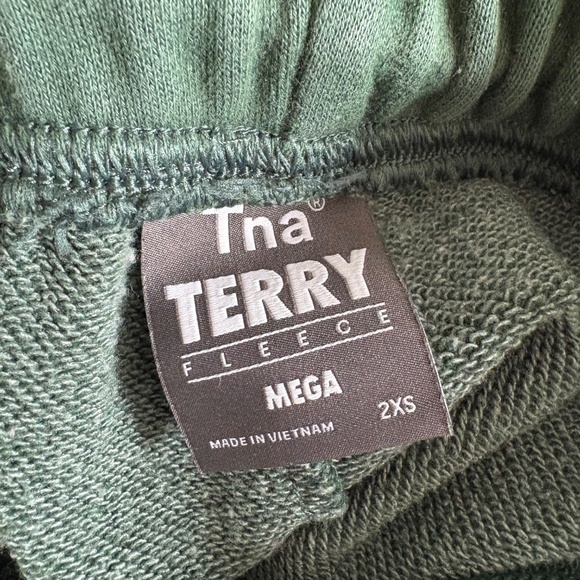 Tna®
TERRY
FLEECE
MEGA
2XS
MADE IN VIETNAM